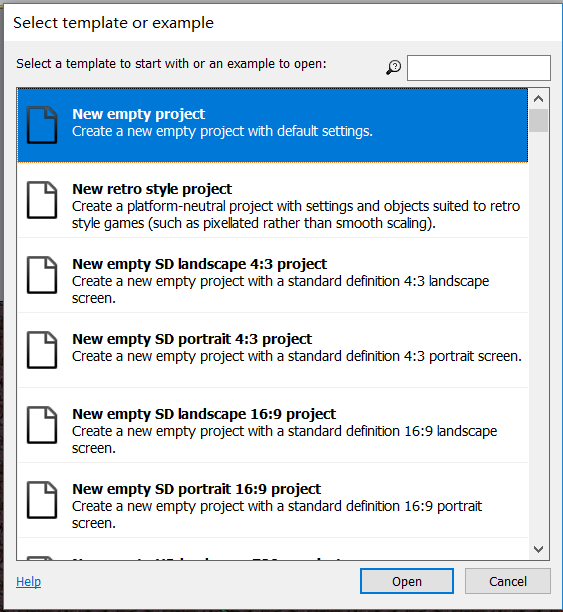 Select template or example
Select a template to start with or an example to open:
New empty project
Create a new empty project with default settings.
New retro style project
Create a platform-neutral project with settings and objects suited to retro
style games (such as pixellated rather than smooth scaling).
New empty SD landscape 4:3 project
Create a new empty project with a standard definition 4:3 landscape
screen.
New empty SD portrait 4:3 project
Create a new empty project with a standard definition 4:3 portrait screen.
New empty SD landscape 16:9 project
Create a new empty project with a standard definition 16:9 landscape
screen.
New empty SD portrait 16:9 project
Create a new empty project with a standard definition 16:9 portrait
screen.
Help
Open
Cancel